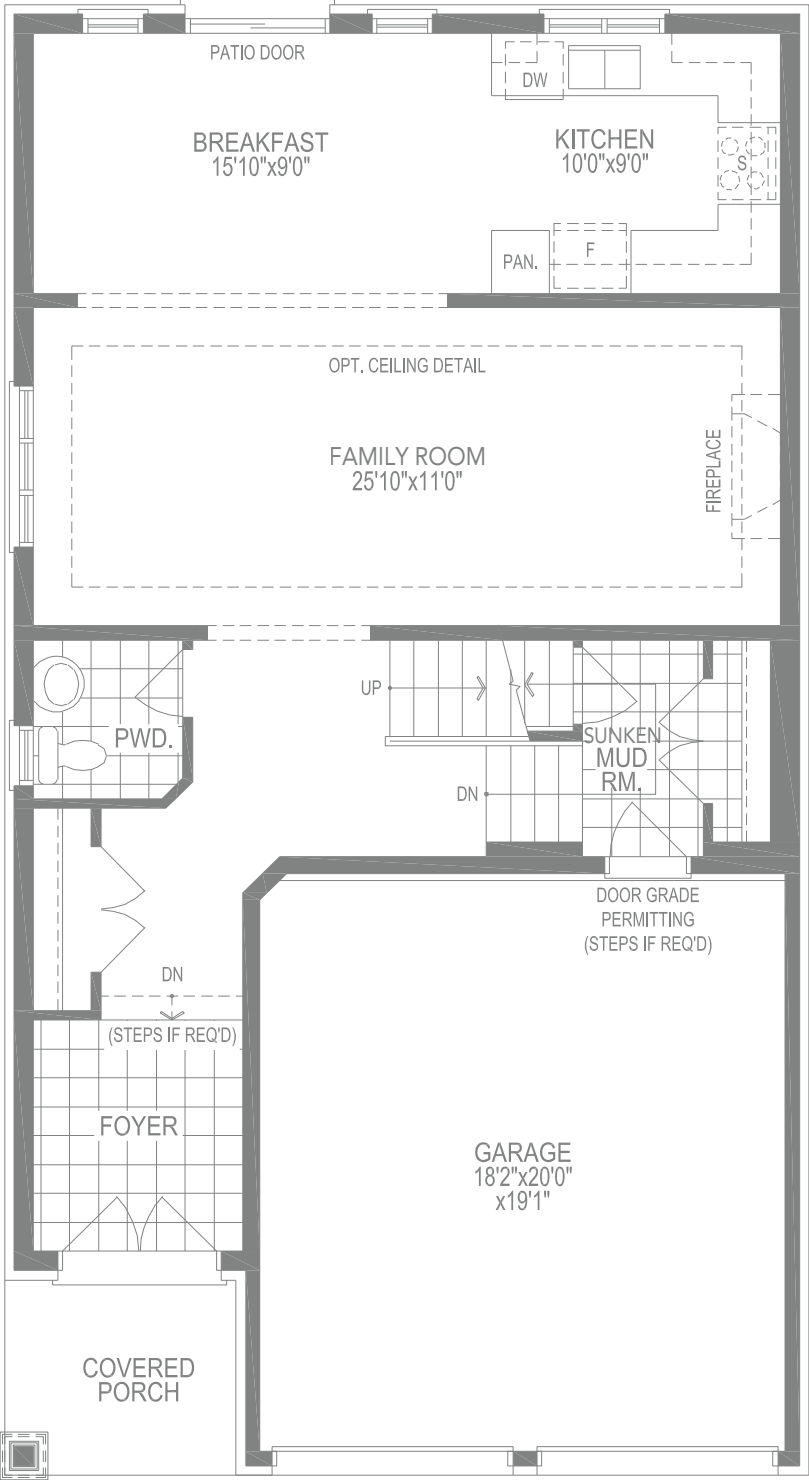 PATIO DOOR
DW
BREAKFAST
15'10"x9'0"
KITCHEN
10'0"x9'0"
S
PAN.
F
OPT. CEILING DETAIL
FAMILY ROOM
25'10"x11'0"
FIREPLACE
UP
PWD.
SUNKEN
MUD
RM.
DN
DOOR GRADE
PERMITTING
(STEPS IF REQ'D)
DN
(STEPS IF REQ'D)
FOYER
GARAGE
18'2"x20'0"
x19'1"
COVERED
PORCH